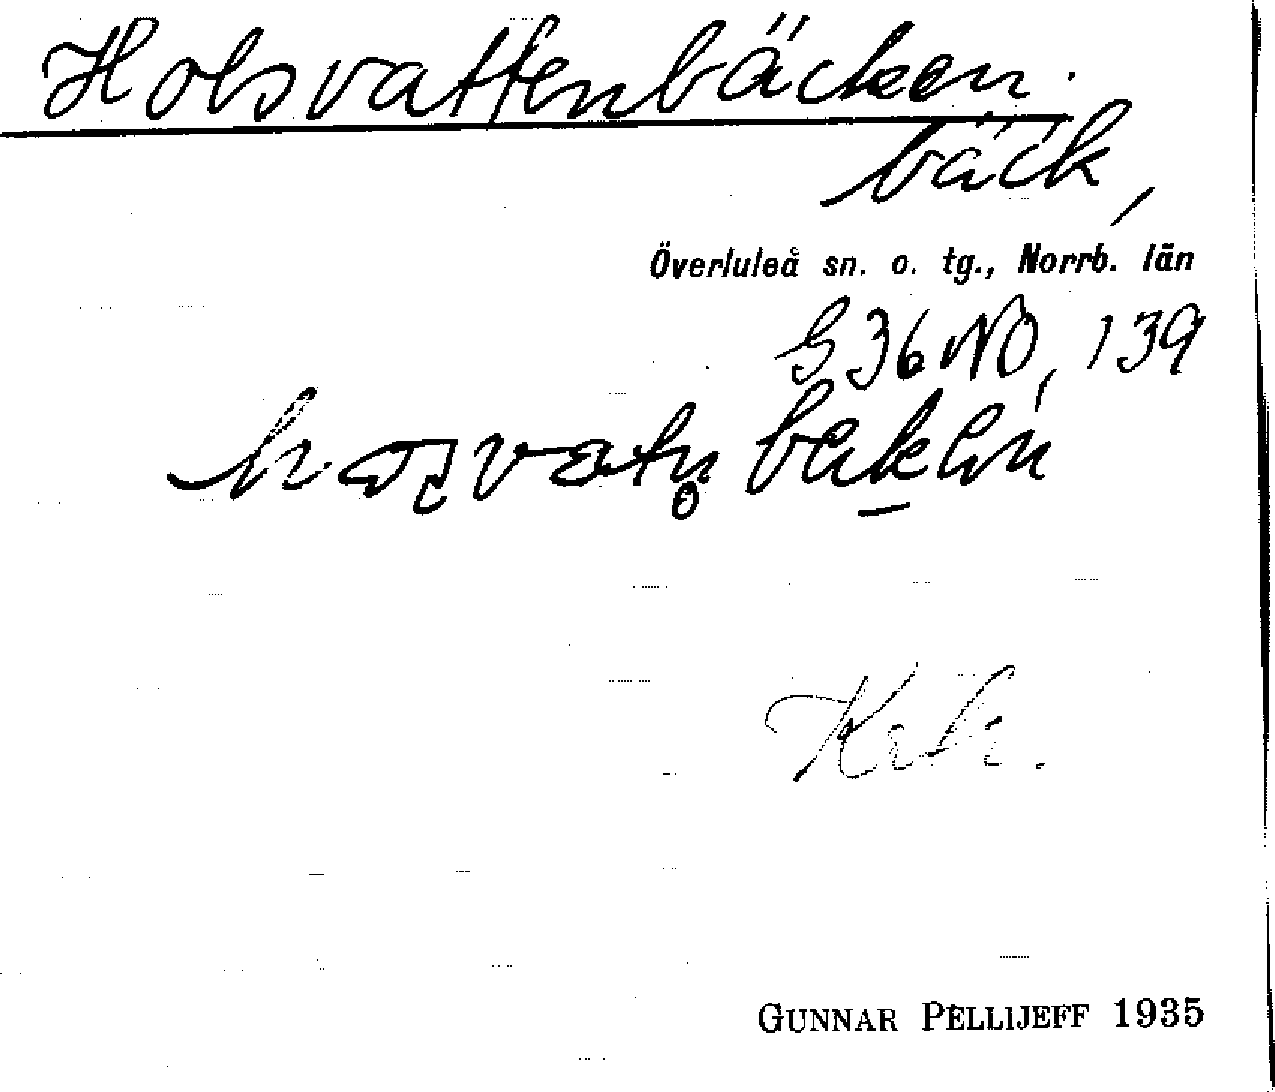 Holsvattenbäcken.
bäck,
Överluleå sn. o. tg., Norrb. län
G 36 NO, 139
GUNNAR PELLIJEFF 1935